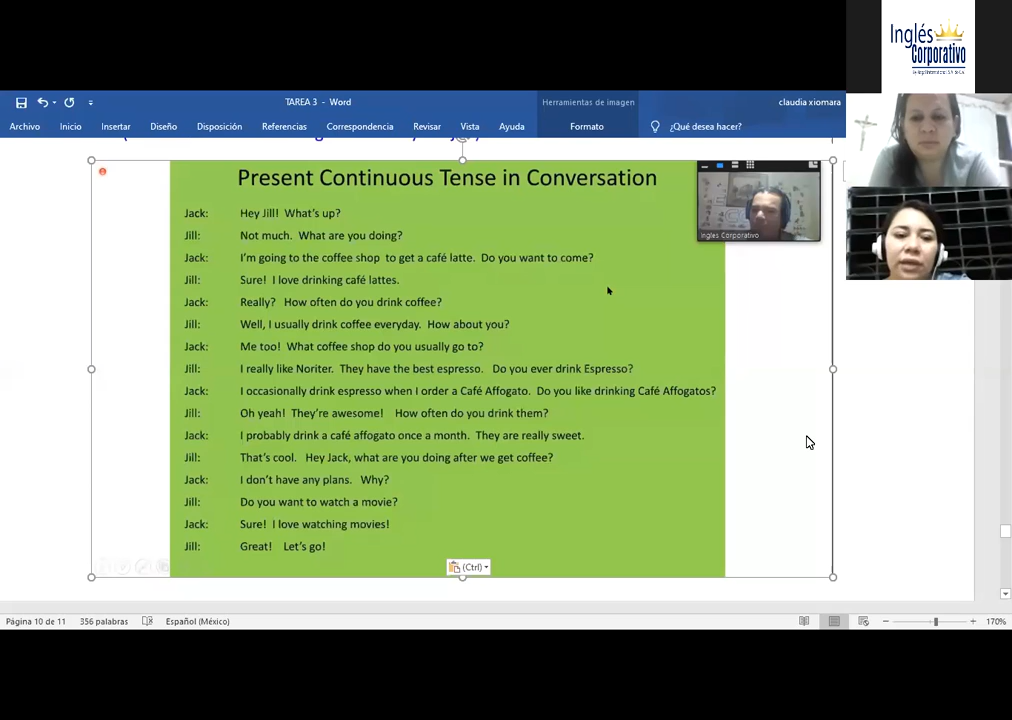 Inglés
Corporativo
TAREA 3 - Word
Herramientas de imagen
claudia xiomara
Archivo Inicio Insertar Diseño Disposición Referencias Correspondencia Revisar Vista Ayuda Formato ¿Qué desea hacer?
Present Continuous Tense in Conversation
Ingles Corporativo
Jack: Hey Jill! What's up?
Jill: Not much. What are you doing?
Jack: I'm going to the coffee shop to get a café latte. Do you want to come?
Jill: Sure! I love drinking café lattes.
Jack: Really? How often do you drink coffee?
Jill: Well, I usually drink coffee everyday. How about you?
Jack: Me too! What coffee shop do you usually go to?
Jill: I really like Noriter. They have the best espresso. Do you ever drink Espresso?
Jack: I occasionally drink espresso when I order a Café Affogato. Do you like drinking Café Affogatos?
Jill: Oh yeah! They're awesome! How often do you drink them?
Jack: I probably drink a café affogato once a month. They are really sweet.
Jill: That's cool. Hey Jack, what are you doing after we get coffee?
Jack: I don't have any plans. Why?
Jill: Do you want to watch a movie?
Jack: Sure! I love watching movies!
Jill: Great! Let's go!
(Ctrl)
Página 10 de 11 356 palabras Español (México) 170%